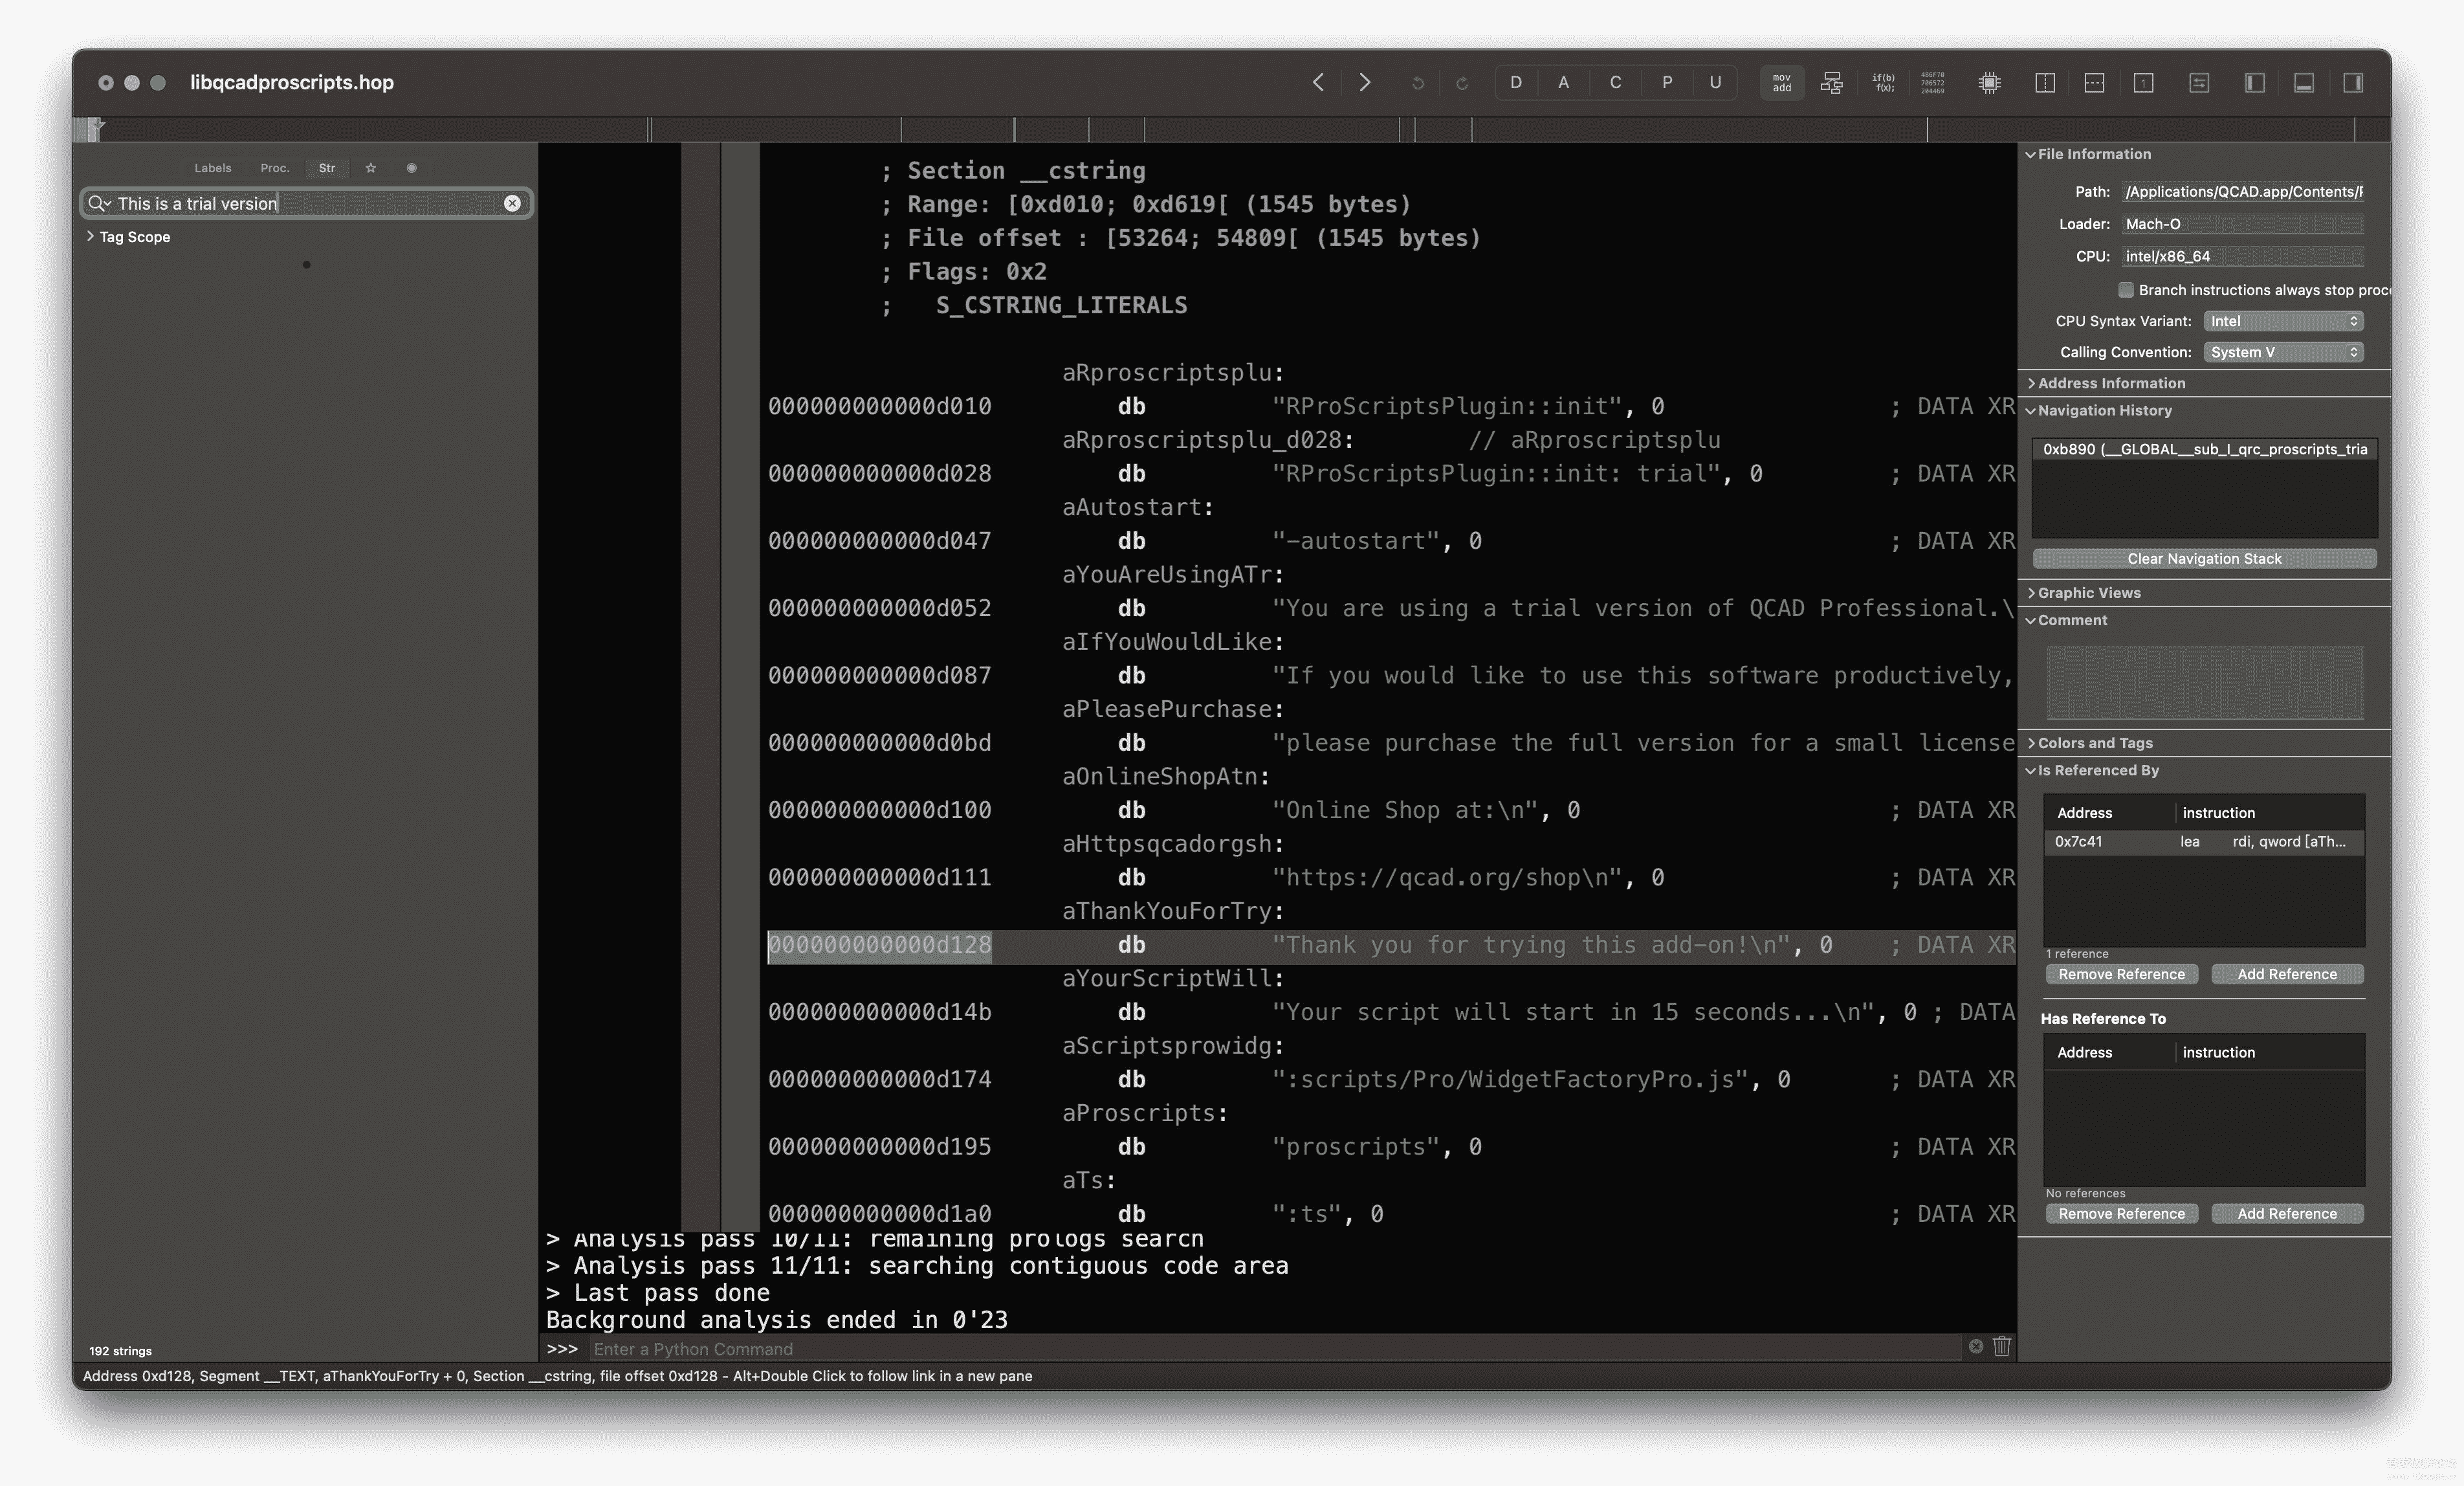 libqcadproscripts.hop
D A C P U
mov
add
if(b)
f(x);
486F70
706572
204469
1
Labels Proc. Str
This is a trial version
Tag Scope
192 strings
; Section __cstring
; Range: [0xd010; 0xd619[ (1545 bytes)
; File offset : [53264; 54809[ (1545 bytes)
; Flags: 0x2
;   S_CSTRING_LITERALS
aRproscriptsplu:
000000000000d010 db "RProScriptsPlugin::init", 0 ; DATA XR
aRproscriptsplu_d028: // aRproscriptsplu
000000000000d028 db "RProScriptsPlugin::init: trial", 0 ; DATA XR
aAutostart:
000000000000d047 db "-autostart", 0 ; DATA XR
aYouAreUsingATr:
000000000000d052 db "You are using a trial version of QCAD Professional.\
aIfYouWouldLike:
000000000000d087 db "If you would like to use this software productively,
aPleasePurchase:
000000000000d0bd db "please purchase the full version for a small license
aOnlineShopAtn:
000000000000d100 db "Online Shop at:\n", 0 ; DATA XR
aHttpsqcadorgsh:
000000000000d111 db "https://qcad.org/shop\n", 0 ; DATA XR
aThankYouForTry:
000000000000d128 db "Thank you for trying this add-on!\n", 0 ; DATA XR
aYourScriptWill:
000000000000d14b db "Your script will start in 15 seconds...\n", 0 ; DATA
aScriptsprowidg:
000000000000d174 db ":scripts/Pro/WidgetFactoryPro.js", 0 ; DATA XR
aProscripts:
000000000000d195 db "proscripts", 0 ; DATA XR
aTs:
000000000000d1a0 db ":ts", 0 ; DATA XR
> Analysis pass 10/11: remaining prologs search
> Analysis pass 11/11: searching contiguous code area
> Last pass done
Background analysis ended in 0'23
>>> Enter a Python Command
File Information
Path: /Applications/QCAD.app/Contents/
Loader: Mach-O
CPU: intel/x86_64
Branch instructions always stop proc
CPU Syntax Variant: Intel
Calling Convention: System V
Address Information
Navigation History
0xb890 (__GLOBAL__sub_I_qrc_proscripts_tria
Clear Navigation Stack
Graphic Views
Comment
Colors and Tags
Is Referenced By
Address instruction
0x7c41 lea rdi, qword [aTh...
1 reference
Remove Reference Add Reference
Has Reference To
Address instruction
No references
Remove Reference Add Reference
Address 0xd128, Segment __TEXT, aThankYouForTry + 0, Section __cstring, file offset 0xd128 - Alt+Double Click to follow link in a new pane